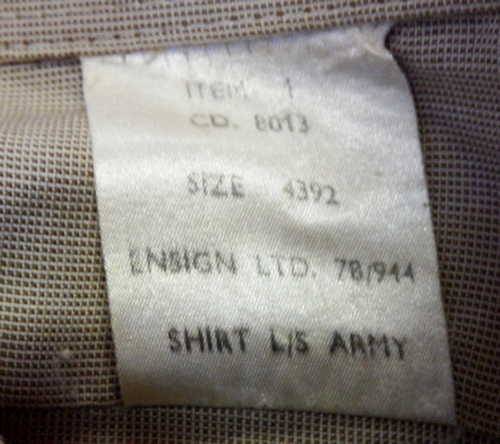 ITEM 1
CD. 8013
SIZE 4392
ENSIGN LTD. 78/944
SHIRT L/S ARMY